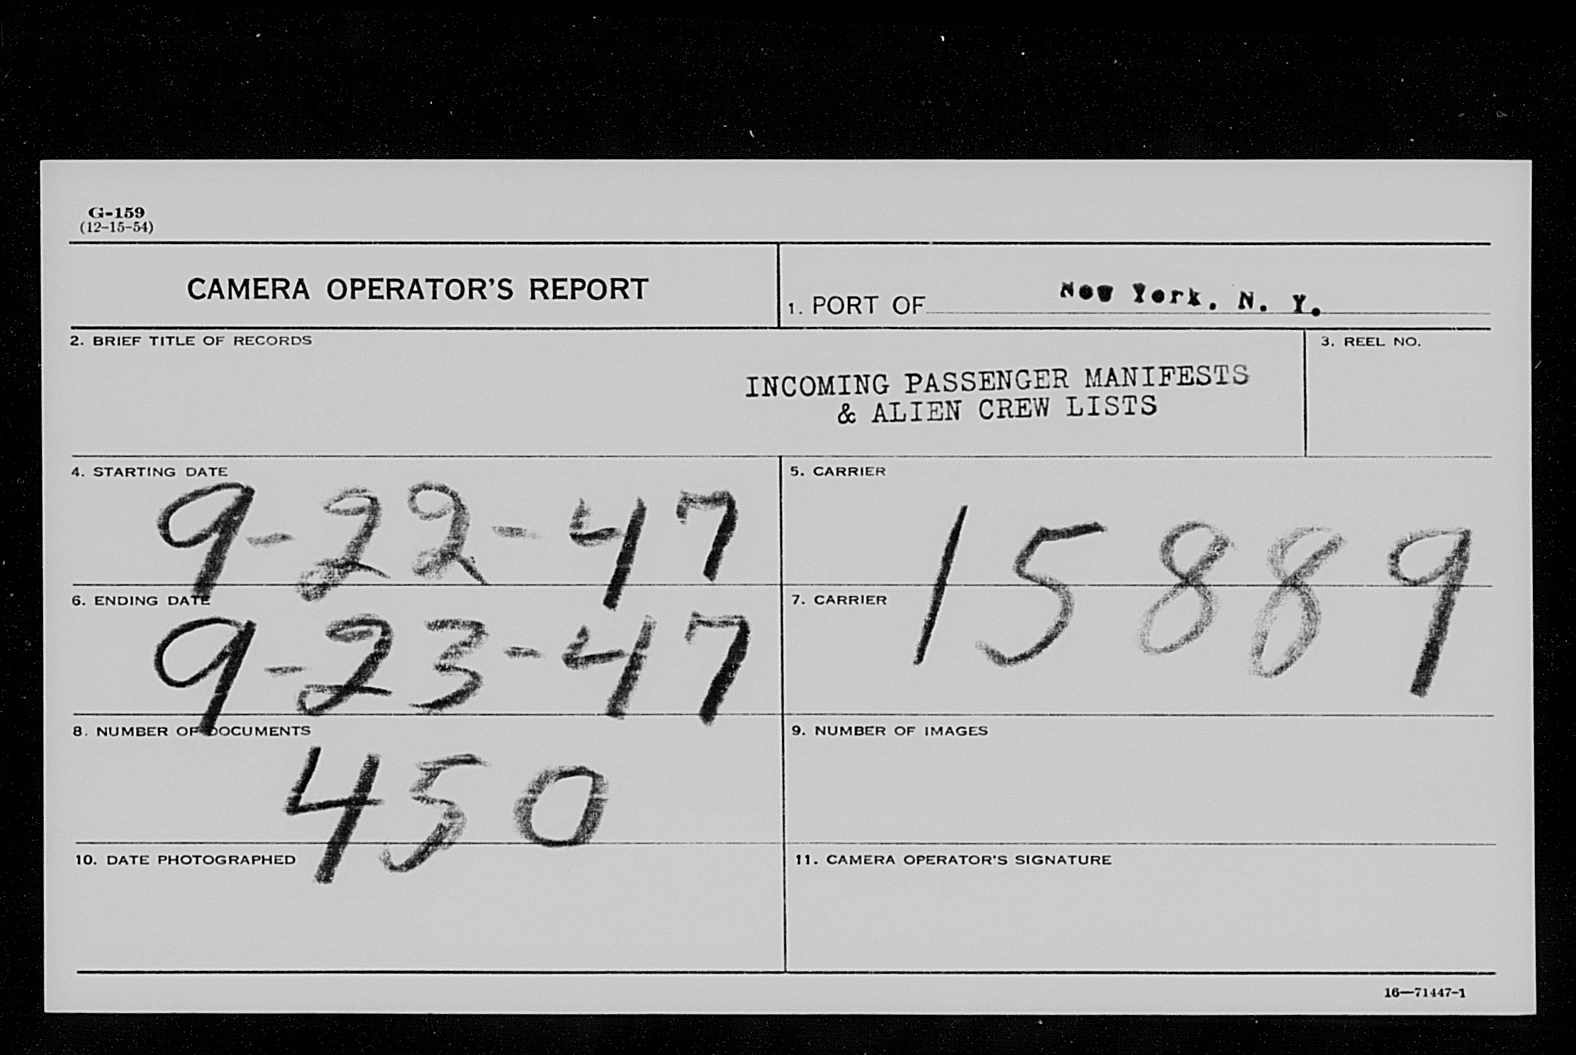 G-159
(12-15-54)
CAMERA OPERATOR'S REPORT
1. PORT OF New York, N. Y.
2. BRIEF TITLE OF RECORDS
3. REEL NO.
INCOMING PASSENGER MANIFESTS
& ALIEN CREW LISTS
4. STARTING DATE
9-22-47
5. CARRIER
15889
6. ENDING DATE
9-23-47
7. CARRIER
8. NUMBER OF DOCUMENTS
450
9. NUMBER OF IMAGES
10. DATE PHOTOGRAPHED
11. CAMERA OPERATOR'S SIGNATURE
16—71447-1